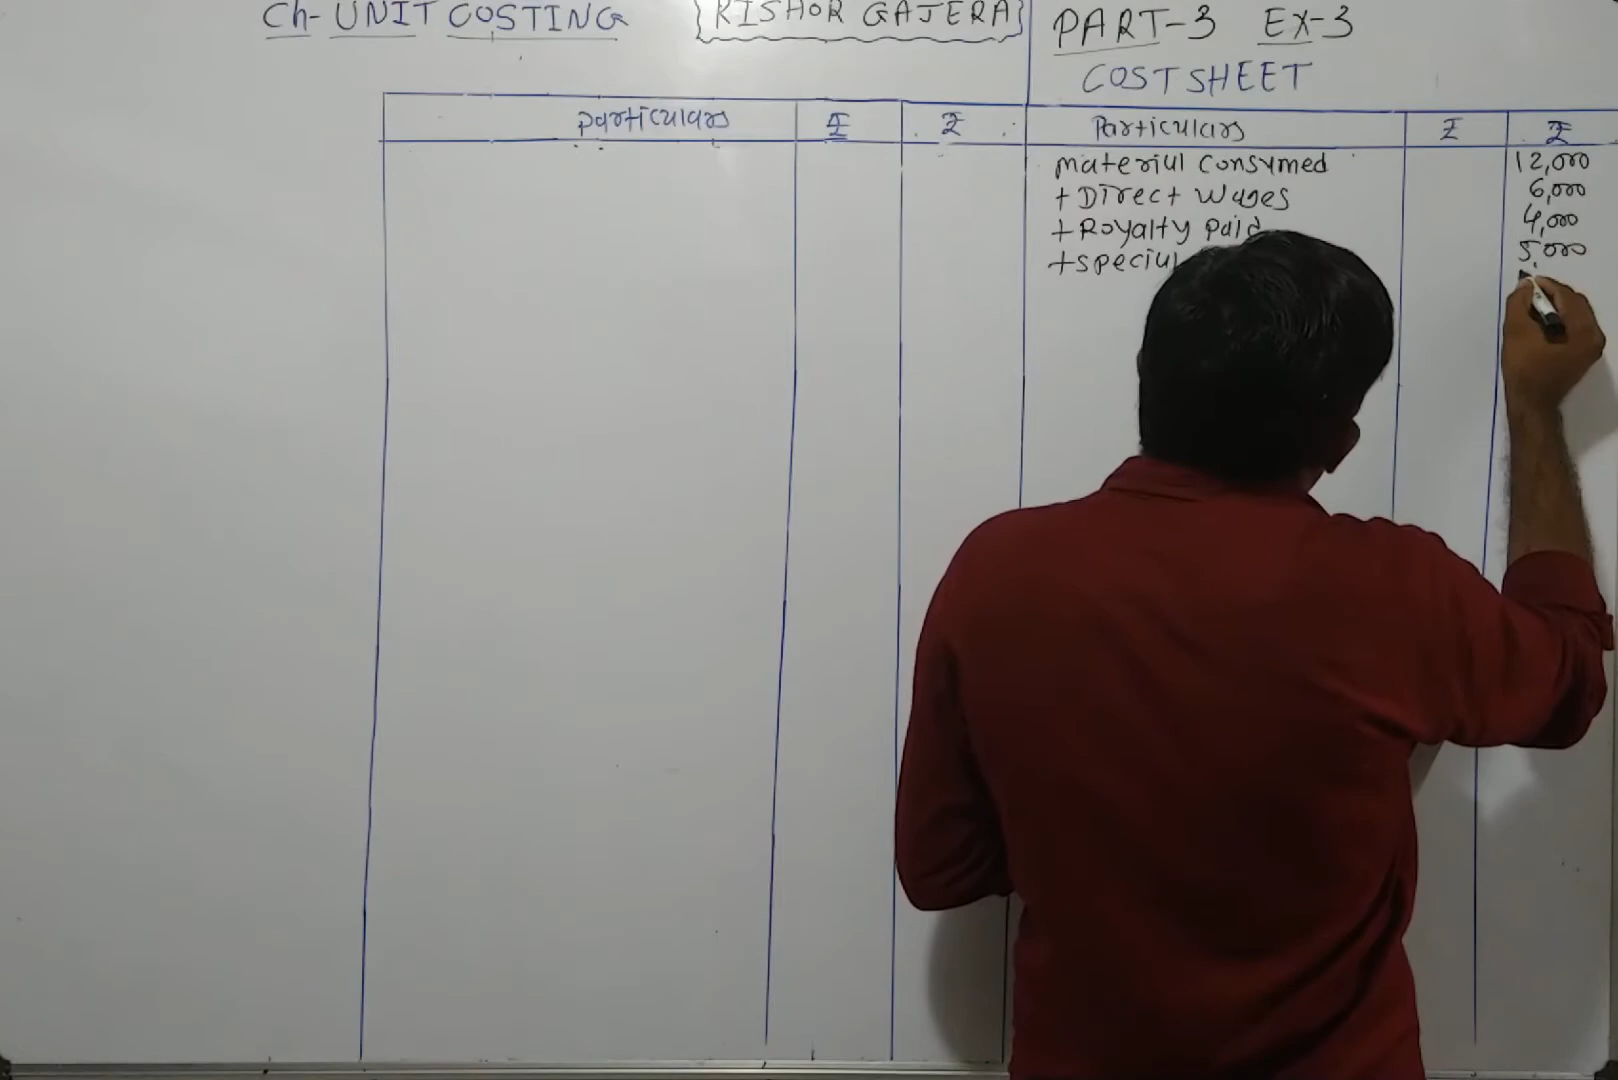 Ch- UNIT COSTING
{KISHOR GAJERA}
PART-3 EX-3
COST SHEET
particulars ₹ ₹
Particulars ₹ ₹
material consumed 12,000
+ Direct wages 6,000
+ Royalty paid 4,000
+ special 5,000